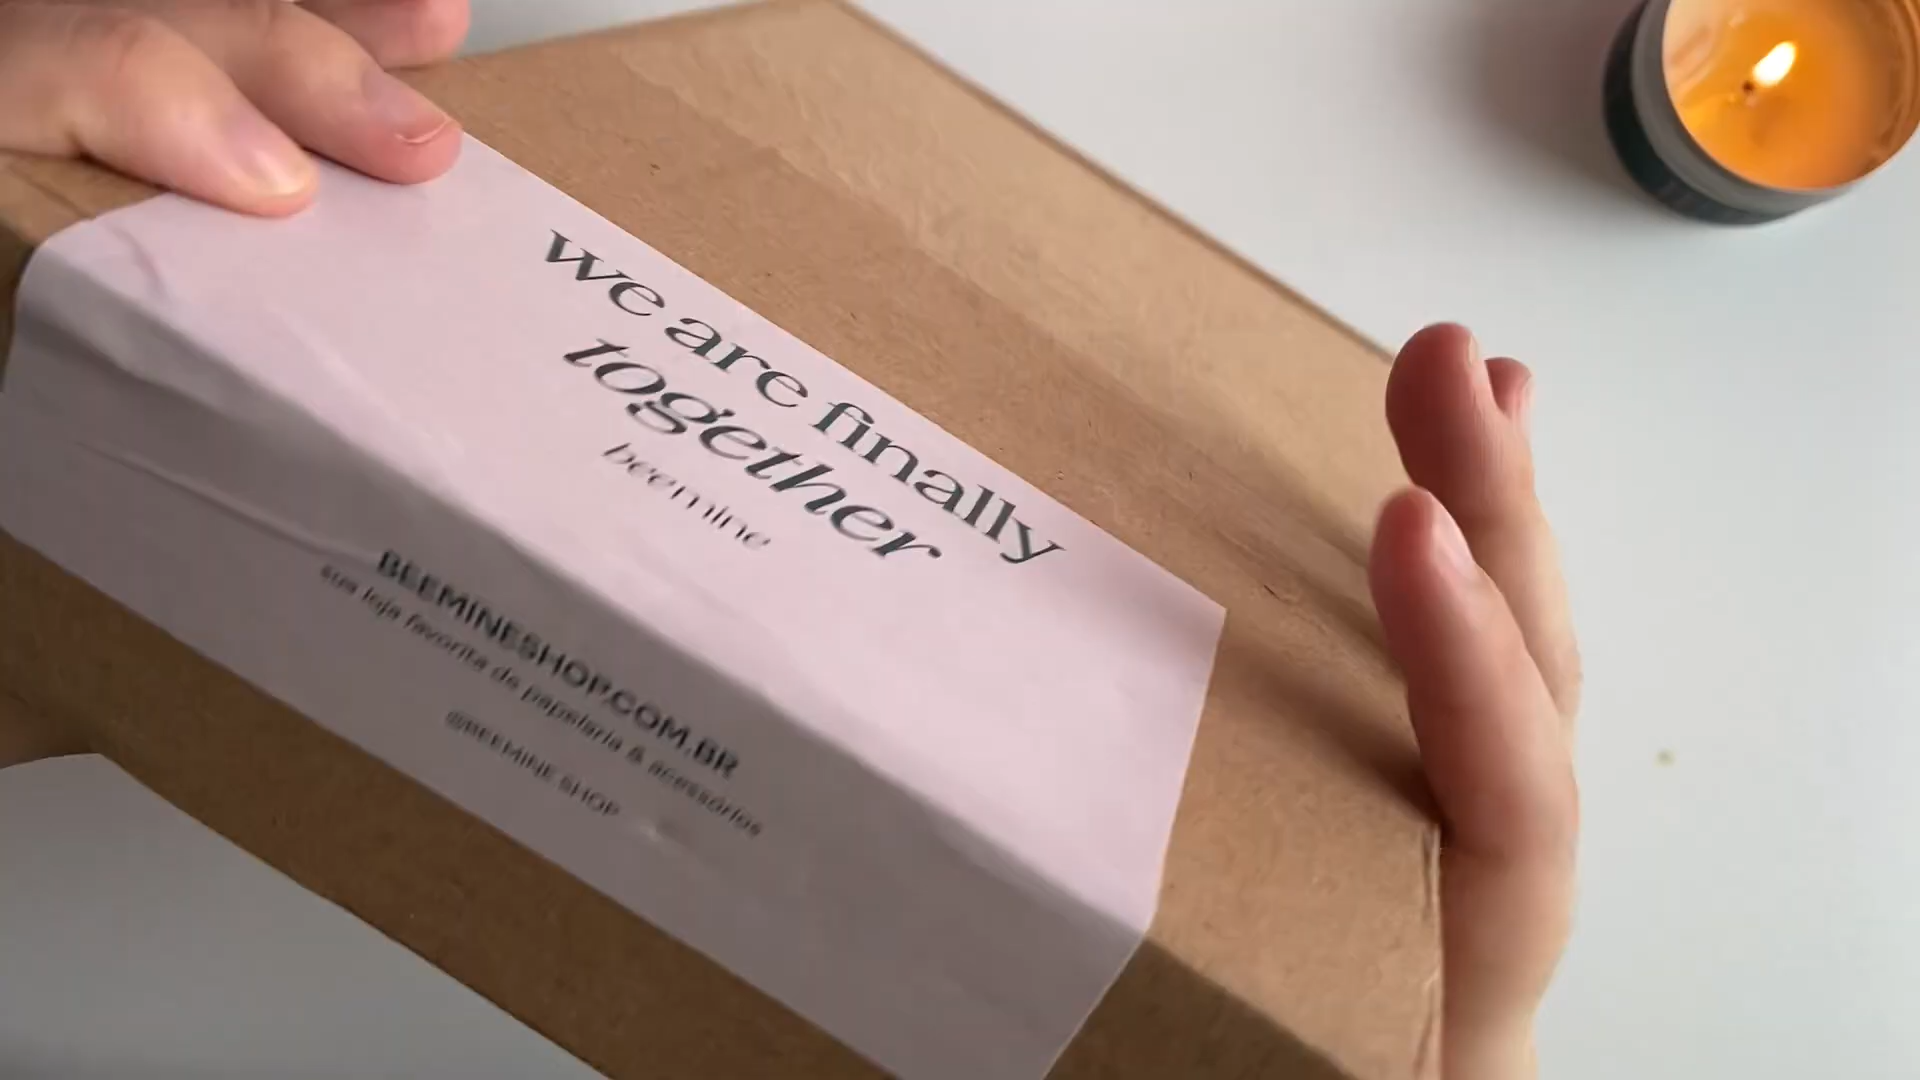 we are finally
together
beemine
BEEMINESHOP.COM.BR
sua loja favorita de papelaria & acessórios
@BEEMINE.SHOP